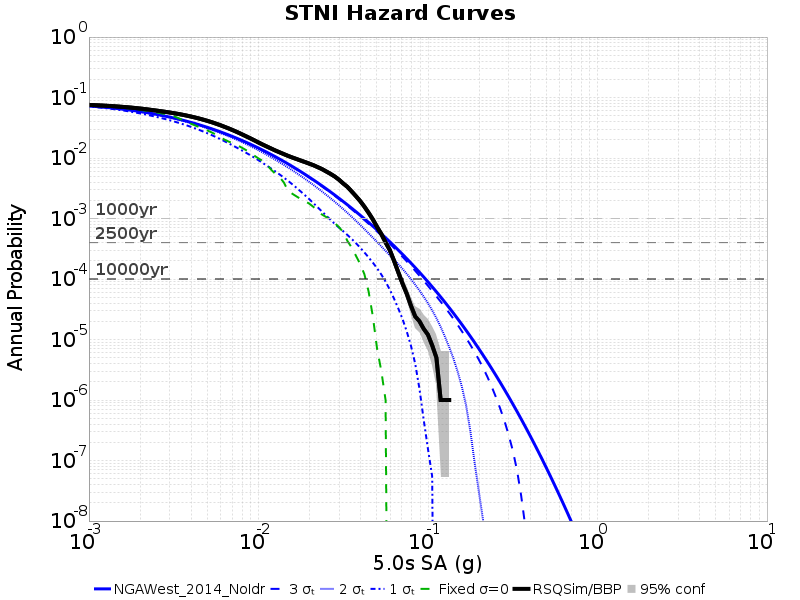 STNI Hazard Curves
10^0
10^-1
10^-2
10^-3
10^-4
10^-5
10^-6
10^-7
10^-8
Annual Probability
1000yr
2500yr
10000yr
10^-3 10^-2 10^-1 10^0 10^1
5.0s SA (g)
NGAWest_2014_NoIdr 3 σₜ 2 σₜ 1 σₜ Fixed σ=0 RSQSim/BBP 95% conf